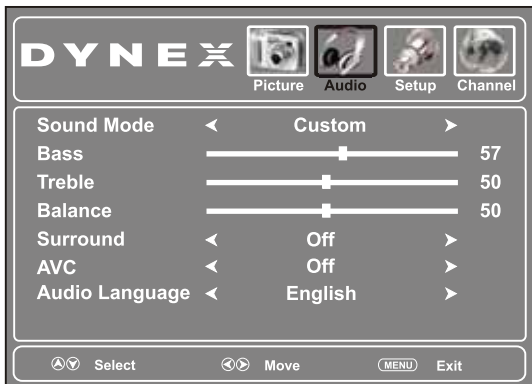 DYNEX
Picture Audio Setup Channel
Sound Mode Custom
Bass 57
Treble 50
Balance 50
Surround Off
AVC Off
Audio Language English
Select Move MENU Exit